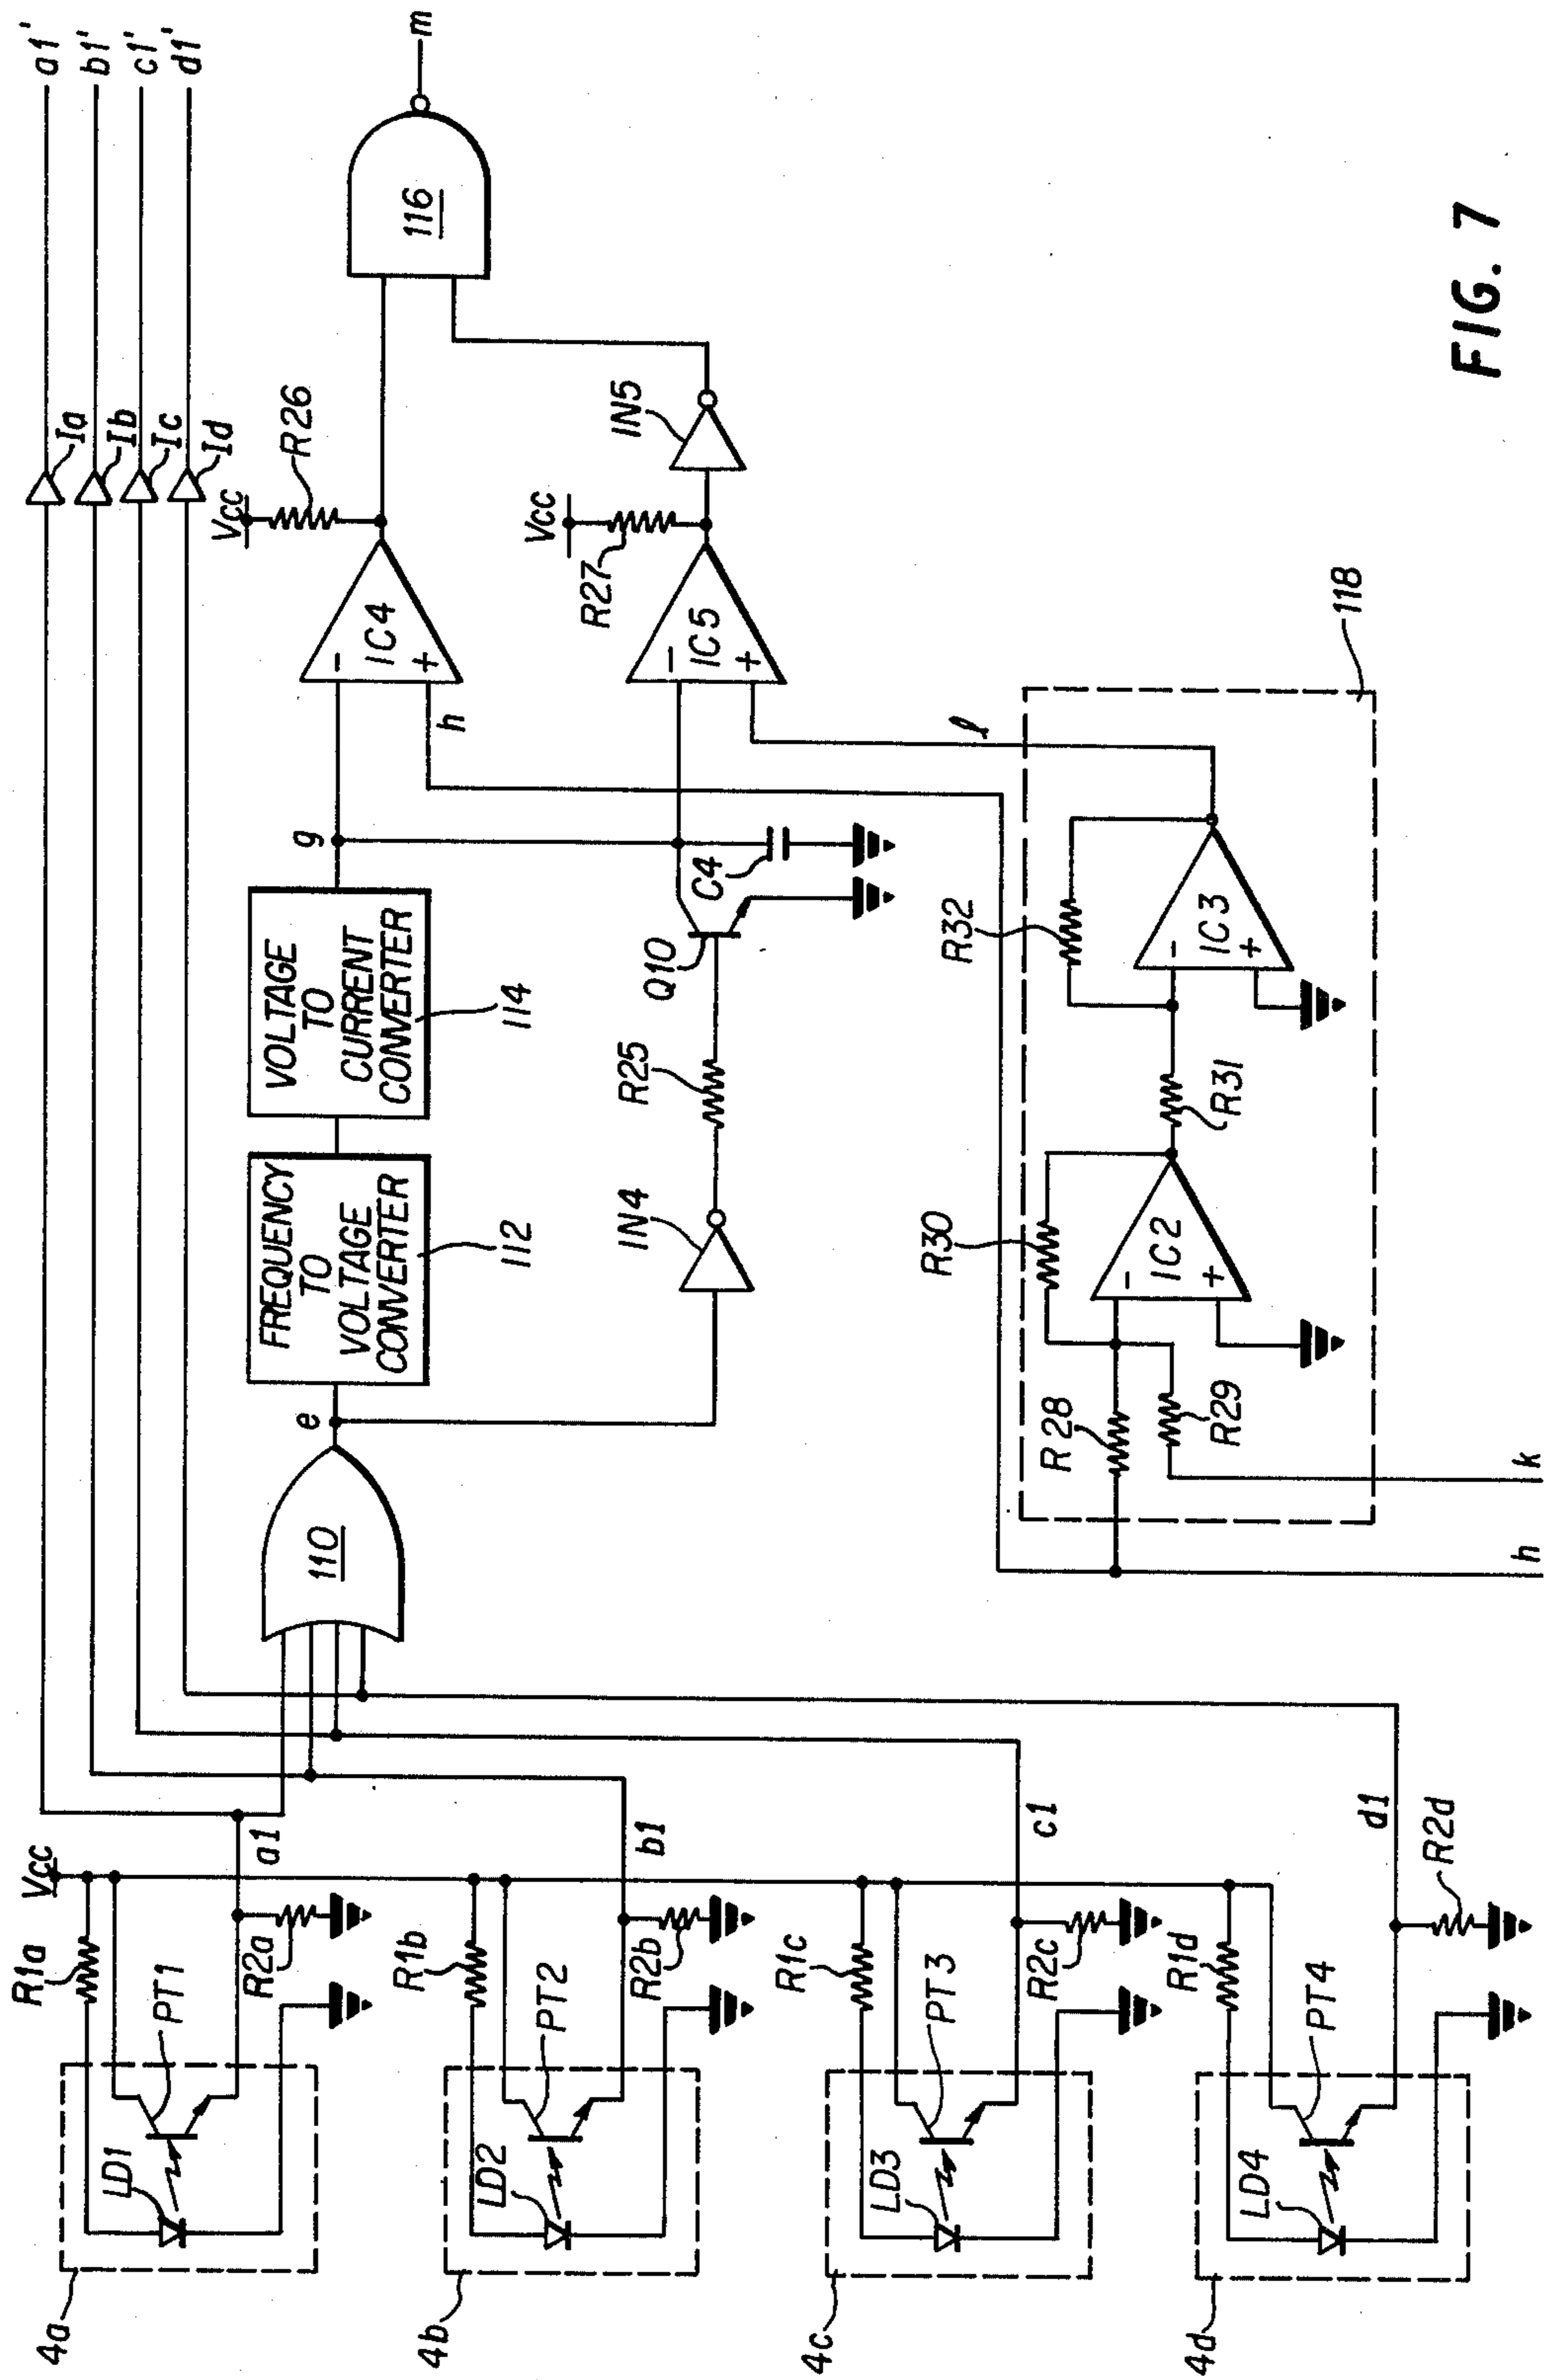 a1'
b1'
c1'
d1'
Ia
Ib
Ic
Id
4a
LD1
PT1
R1a
Vcc
a1
R2a
4b
LD2
PT2
R1b
b1
R2b
4c
LD3
PT3
R1c
c1
R2c
4d
LD4
PT4
R1d
d1
R2d
110
e
FREQUENCY
TO
VOLTAGE
CONVERTER
112
VOLTAGE
TO
CURRENT
CONVERTER
114
g
IN4
R25
Q10
C4
h
-
IC4
+
Vcc
R26
-
IC5
+
Vcc
R27
IN5
116
m
l
118
h
k
R28
R29
R30
-
IC2
+
R31
R32
-
IC3
+
FIG. 7